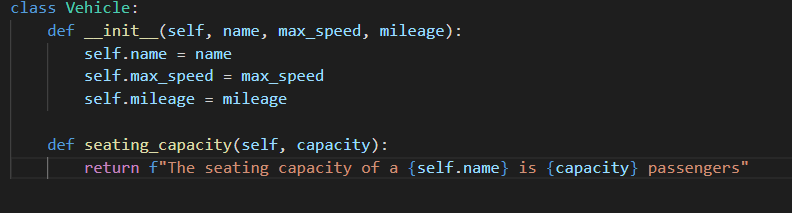 class Vehicle:
    def __init__(self, name, max_speed, mileage):
        self.name = name
        self.max_speed = max_speed
        self.mileage = mileage

    def seating_capacity(self, capacity):
        return f"The seating capacity of a {self.name} is {capacity} passengers"